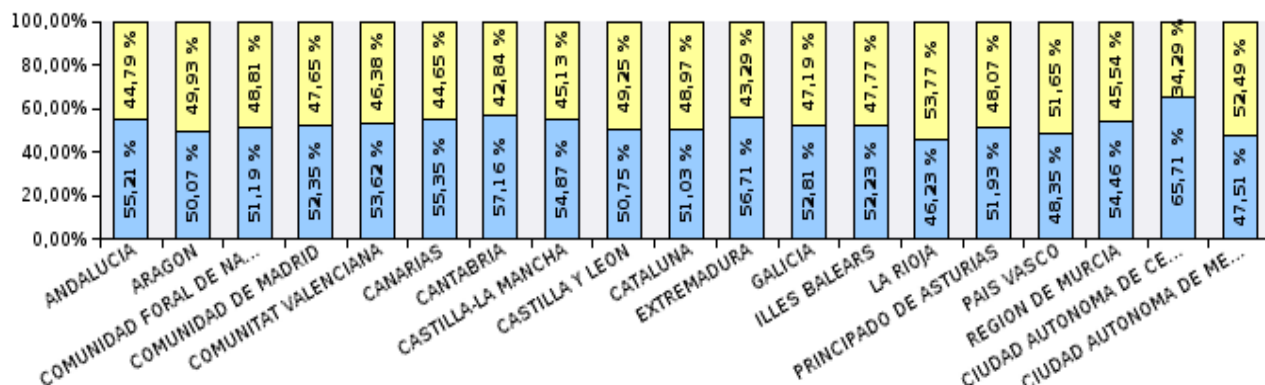 100,00%
80,00%
60,00%
40,00%
20,00%
0,00%
44,79 %
49,93 %
48,81 %
47,65 %
46,38 %
44,65 %
42,84 %
45,13 %
49,25 %
48,97 %
43,29 %
47,19 %
47,77 %
53,77 %
48,07 %
51,65 %
45,54 %
34,29 %
52,49 %
55,21 %
50,07 %
51,19 %
52,35 %
53,62 %
55,35 %
57,16 %
54,87 %
50,75 %
51,03 %
56,71 %
52,81 %
52,23 %
46,23 %
51,93 %
48,35 %
54,46 %
65,71 %
47,51 %
ANDALUCIA
ARAGON
COMUNIDAD FORAL DE NA...
COMUNIDAD DE MADRID
COMUNITAT VALENCIANA
CANARIAS
CANTABRIA
CASTILLA-LA MANCHA
CASTILLA Y LEON
CATALUNA
EXTREMADURA
GALICIA
ILLES BALEARS
LA RIOJA
PRINCIPADO DE ASTURIAS
PAIS VASCO
REGION DE MURCIA
CIUDAD AUTONOMA DE CE...
CIUDAD AUTONOMA DE ME...